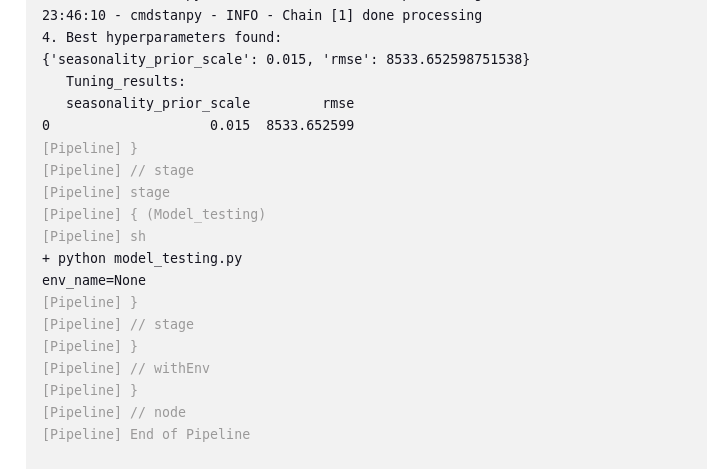 23:46:10 - cmdstanpy - INFO - Chain [1] done processing
4. Best hyperparameters found:
{'seasonality_prior_scale': 0.015, 'rmse': 8533.652598751538}
   Tuning_results:
   seasonality_prior_scale         rmse
0                    0.015  8533.652599
[Pipeline] }
[Pipeline] // stage
[Pipeline] stage
[Pipeline] { (Model_testing)
[Pipeline] sh
+ python model_testing.py
env_name=None
[Pipeline] }
[Pipeline] // stage
[Pipeline] }
[Pipeline] // withEnv
[Pipeline] }
[Pipeline] // node
[Pipeline] End of Pipeline